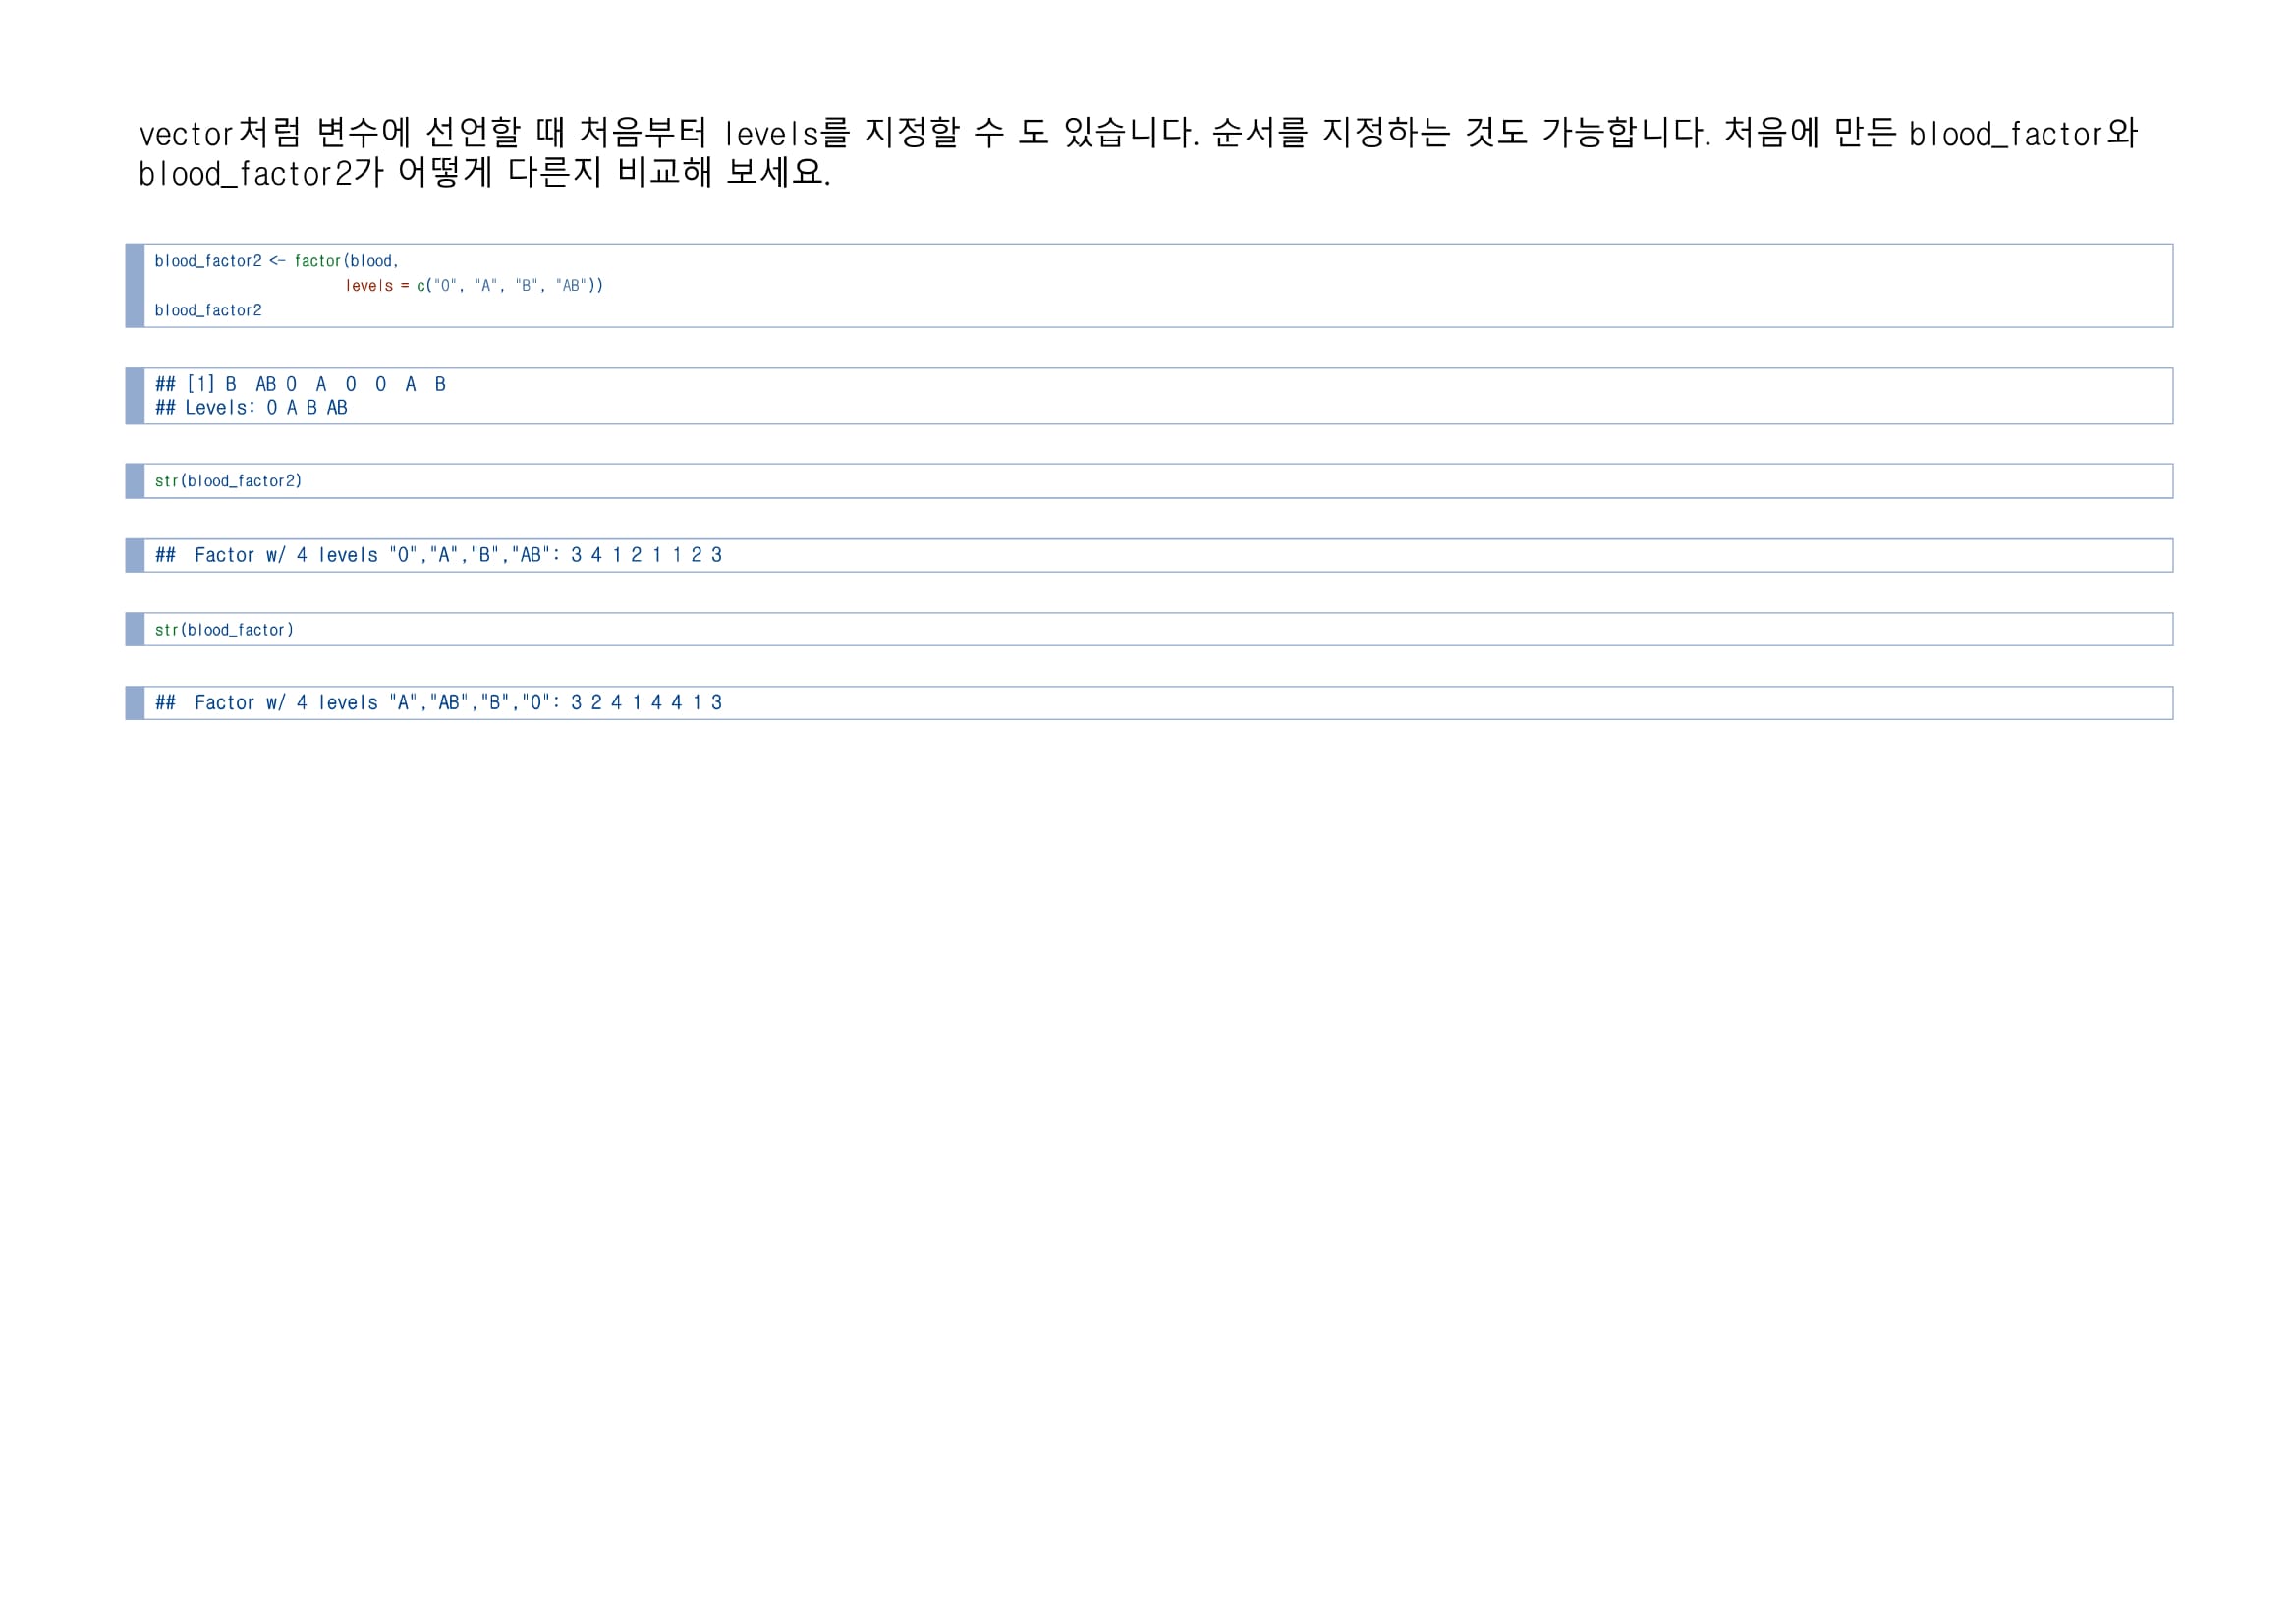 vector처럼 변수에 선언할 때 처음부터 levels를 지정할 수 도 있습니다. 순서를 지정하는 것도 가능합니다. 처음에 만든 blood_factor와
blood_factor2가 어떻게 다른지 비교해 보세요.
blood_factor2 <- factor(blood,
levels = c("O", "A", "B", "AB"))
blood_factor2
## [1] B  AB O  A  O  O  A  B
## Levels: O A B AB
str(blood_factor2)
##  Factor w/ 4 levels "O","A","B","AB": 3 4 1 2 1 1 2 3
str(blood_factor)
##  Factor w/ 4 levels "A","AB","B","O": 3 2 4 1 4 4 1 3